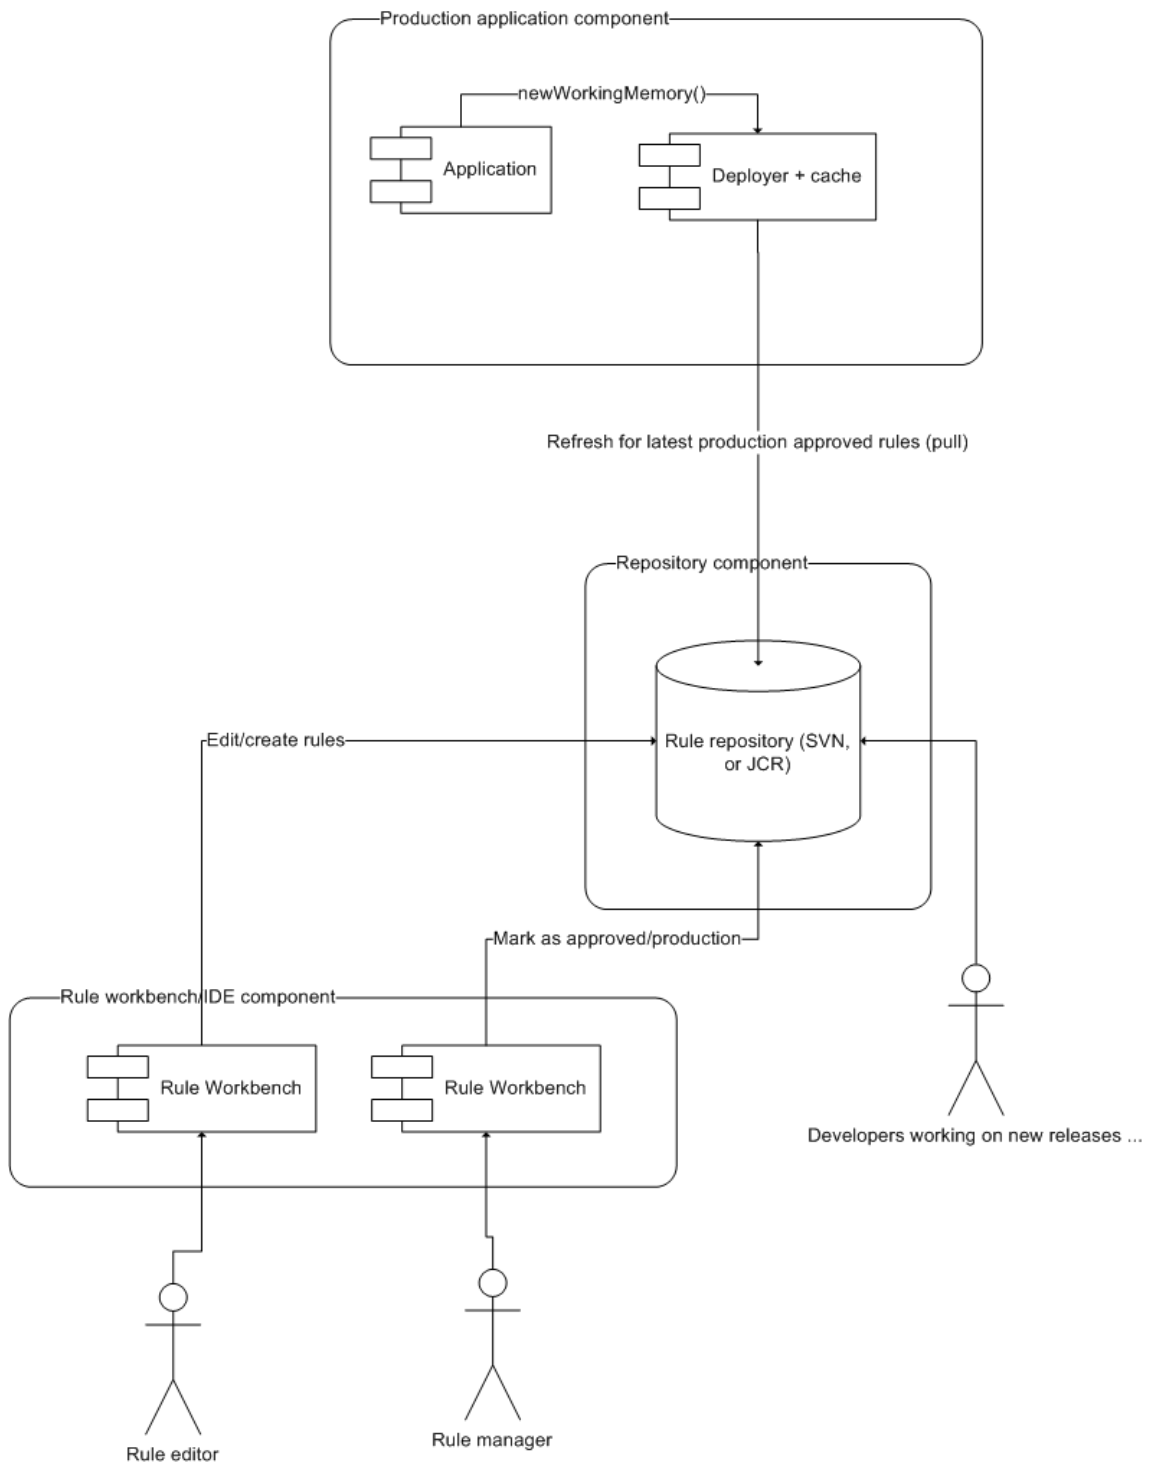 Production application component
newWorkingMemory()
Application
Deployer + cache
Refresh for latest production approved rules (pull)
Repository component
Edit/create rules
Rule repository (SVN,
or JCR)
Mark as approved/production
Rule workbench/IDE component
Rule Workbench
Rule Workbench
Developers working on new releases ...
Rule editor
Rule manager